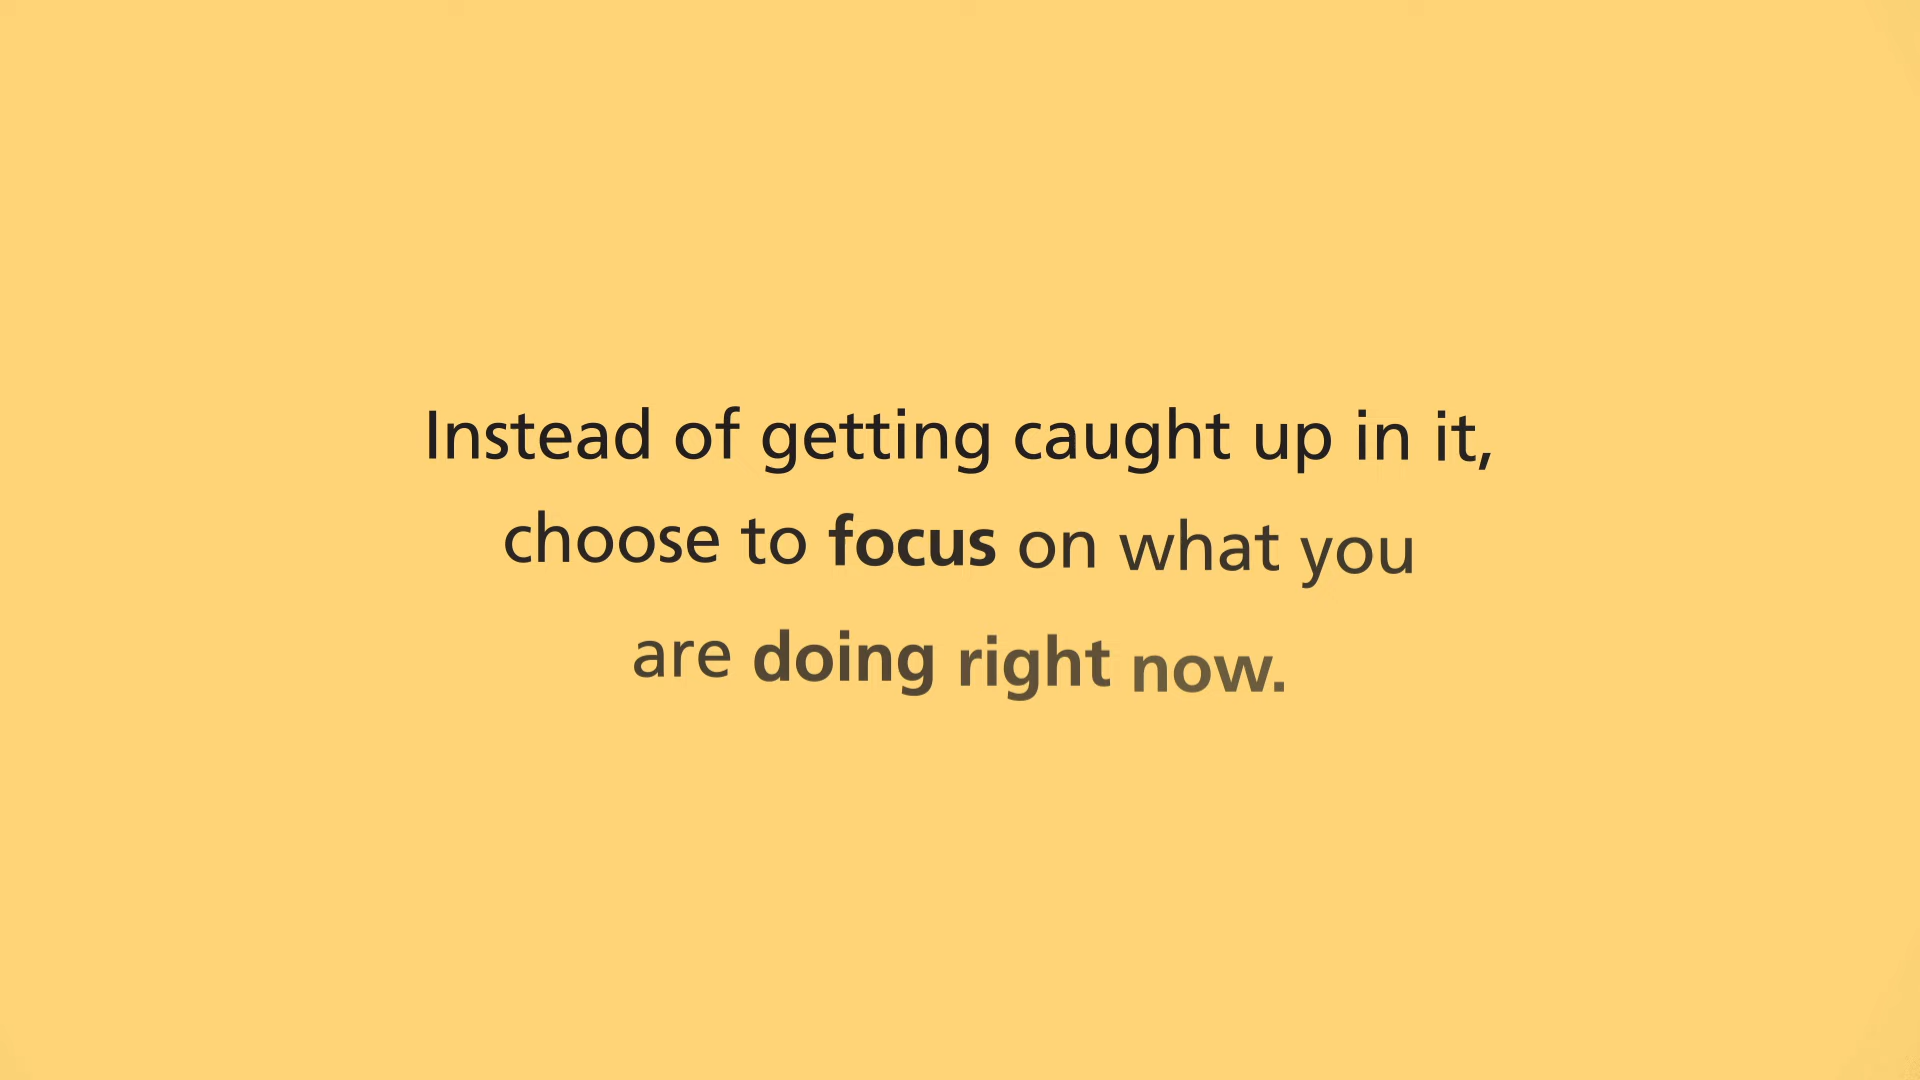 Instead of getting caught up in it,
choose to focus on what you
are doing right now.